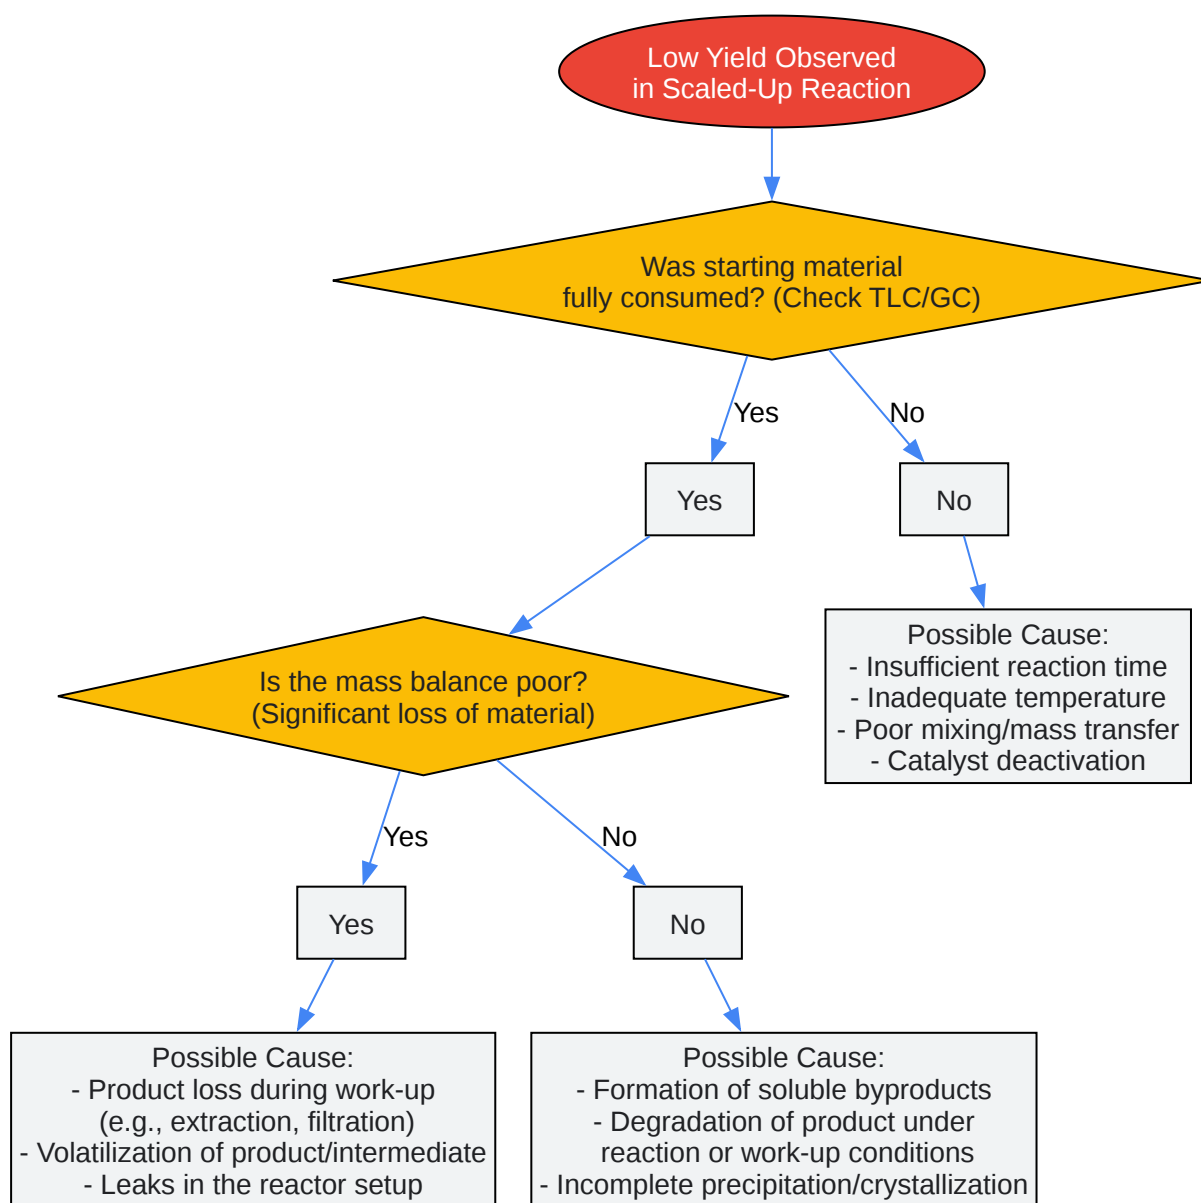 Low Yield Observed
in Scaled-Up Reaction
Was starting material
fully consumed? (Check TLC/GC)
Yes
No
Yes
No
Possible Cause:
- Insufficient reaction time
- Inadequate temperature
- Poor mixing/mass transfer
- Catalyst deactivation
Is the mass balance poor?
(Significant loss of material)
Yes
No
Yes
No
Possible Cause:
- Product loss during work-up
(e.g., extraction, filtration)
- Volatilization of product/intermediate
- Leaks in the reactor setup
Possible Cause:
- Formation of soluble byproducts
- Degradation of product under
reaction or work-up conditions
- Incomplete precipitation/crystallization